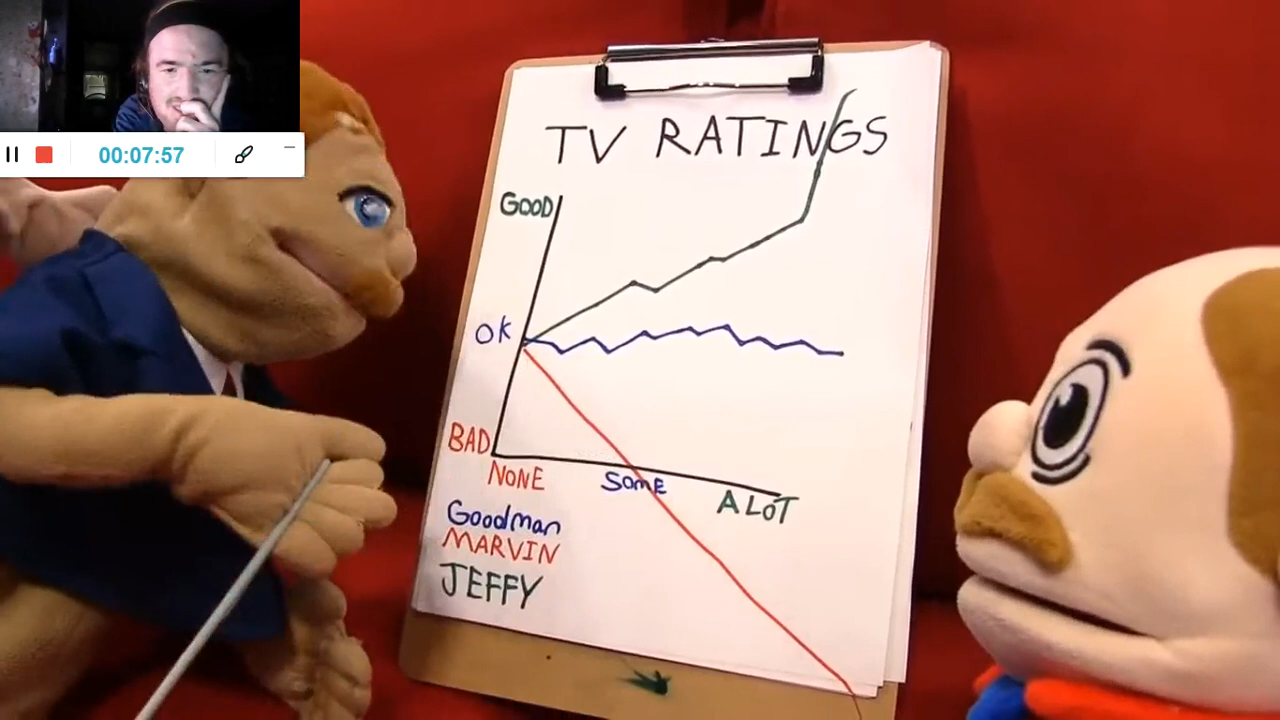 00:07:57
TV RATINGS
GOOD
OK
BAD
NONE SOME A LOT
Goodman
MARVIN
JEFFY